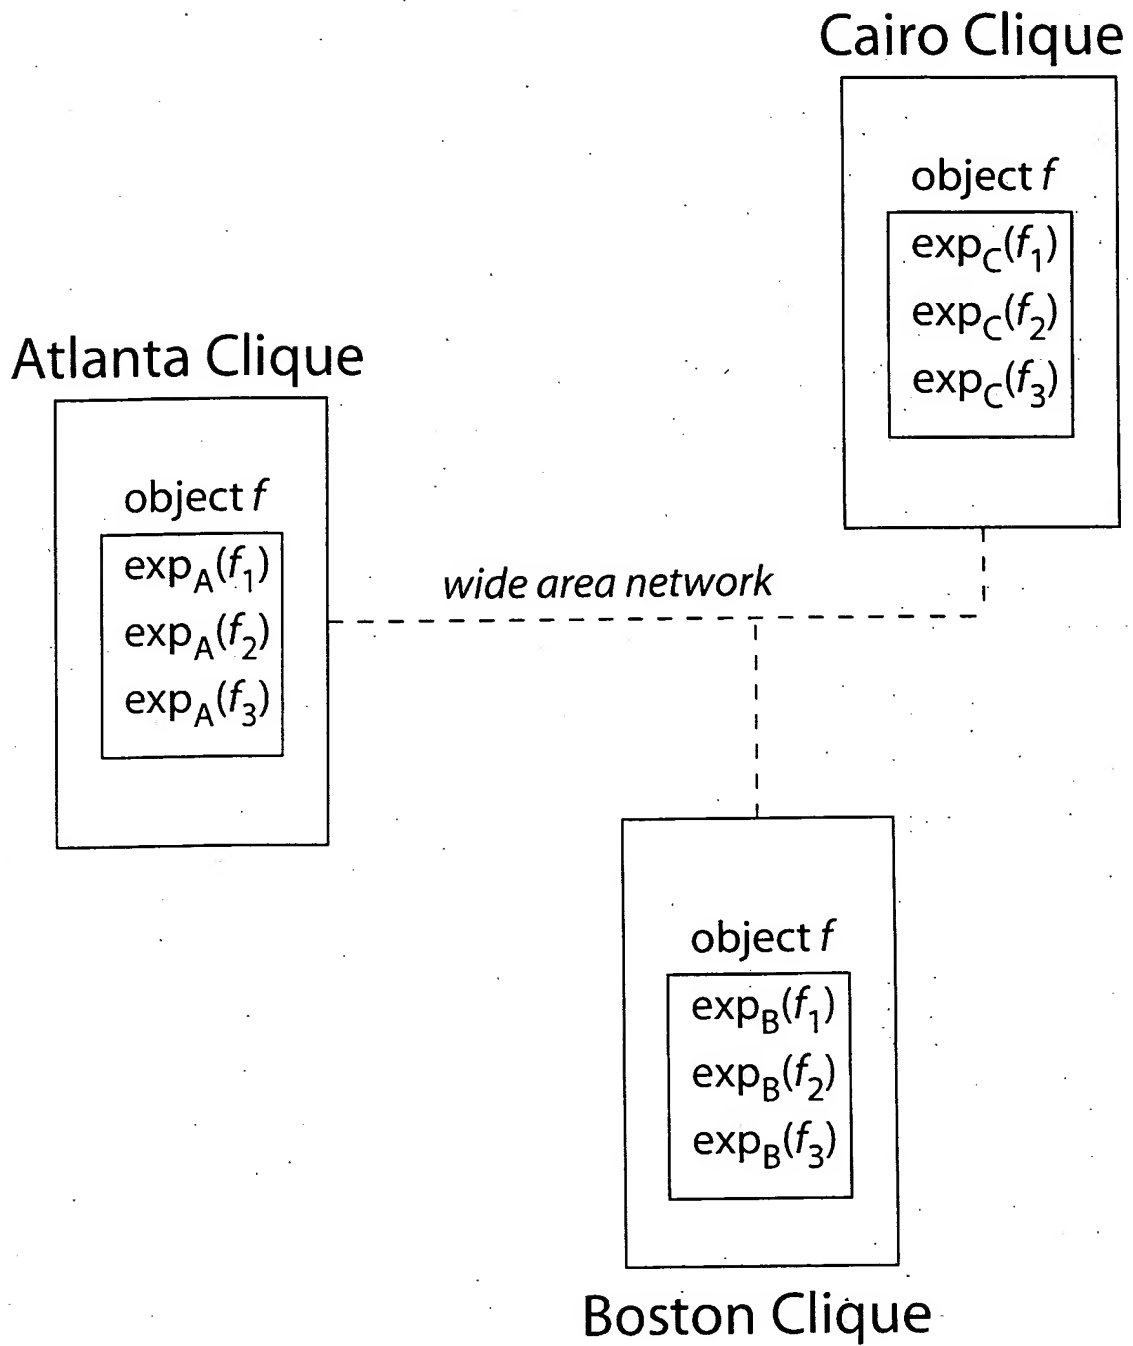 Cairo Clique
object f
exp_C(f_1)
exp_C(f_2)
exp_C(f_3)
Atlanta Clique
object f
exp_A(f_1)
exp_A(f_2)
exp_A(f_3)
wide area network
object f
exp_B(f_1)
exp_B(f_2)
exp_B(f_3)
Boston Clique